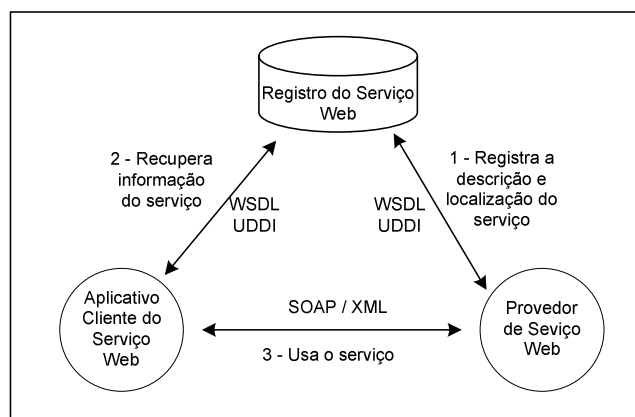 Registro do Serviço
Web
2 - Recupera
informação
do serviço
1 - Registra a
descrição e
localização do
serviço
WSDL
UDDI
WSDL
UDDI
Aplicativo
Cliente do
Serviço
Web
SOAP / XML
3 - Usa o serviço
Provedor
de Seviço
Web